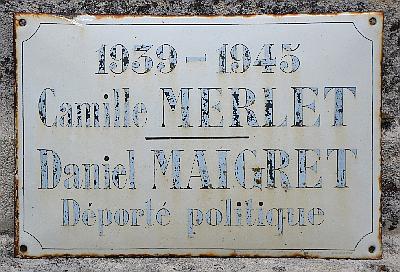 1939 - 1945
Camille MERLET
Daniel MAIGRET
Déporté politique